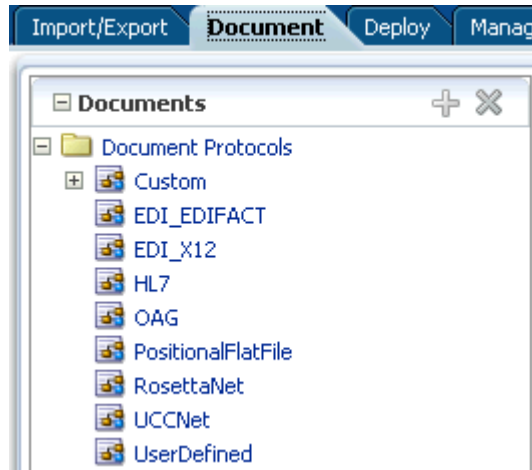 Import/Export Document Deploy Manag
Documents
Document Protocols
Custom
EDI_EDIFACT
EDI_X12
HL7
OAG
PositionalFlatFile
RosettaNet
UCCNet
UserDefined